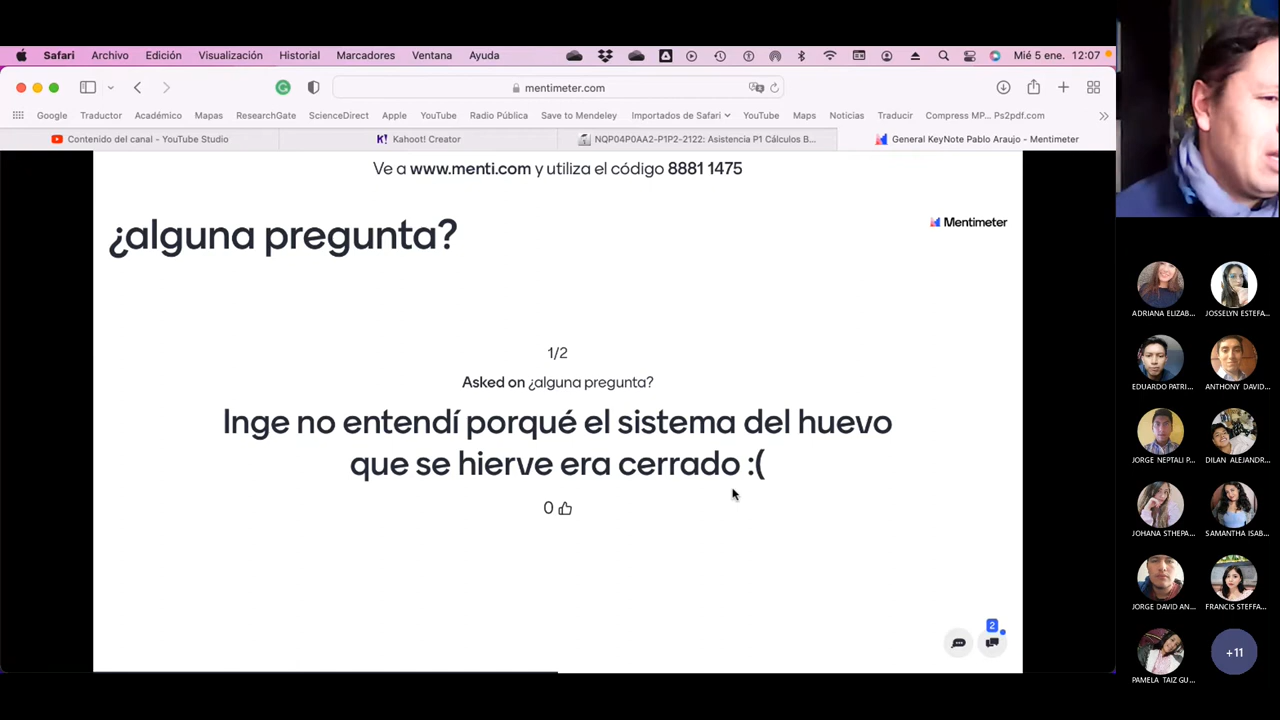 Safari Archivo Edición Visualización Historial Marcadores Ventana Ayuda Mié 5 ene. 12:07
mentimeter.com
Google Traductor Académico Mapas ResearchGate ScienceDirect Apple YouTube Radio Pública Save to Mendeley Importados de Safari YouTube Maps Noticias Traducir Compress MP... Ps2pdf.com
Contenido del canal - YouTube Studio K! Kahoot! Creator NQP04P0AA2-P1P2-2122: Asistencia P1 Cálculos B... General KeyNote Pablo Araujo - Mentimeter
Ve a www.menti.com y utiliza el código 8881 1475
¿alguna pregunta?
Mentimeter
1/2
Asked on ¿alguna pregunta?
Inge no entendí porqué el sistema del huevo
que se hierve era cerrado :(
0
2
ADRIANA ELIZAB... JOSSELYN ESTEFA...
EDUARDO PATRI... ANTHONY DAVID...
JORGE NEPTALI P... DILAN ALEJANDR...
JOHANA STHEPA... SAMANTHA ISAB...
JORGE DAVID AN... FRANCIS STEFFA...
PAMELA TAIZ GU... +11